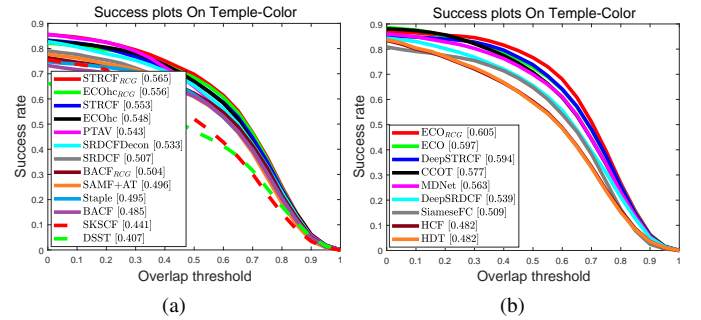 Success plots On Temple-Color
Success rate
0.9
0.8
0.7
0.6
0.5
0.4
0.3
0.2
0.1
0
STRCF_RCG [0.565]
ECOhc_RCG [0.556]
STRCF [0.553]
ECOhc [0.548]
PTAV [0.543]
SRDCFDecon [0.533]
SRDCF [0.507]
BACF_RCG [0.504]
SAMF+AT [0.496]
Staple [0.495]
BACF [0.485]
SKSCF [0.441]
DSST [0.407]
0 0.1 0.2 0.3 0.4 0.5 0.6 0.7 0.8 0.9 1
Overlap threshold
(a)
Success plots On Temple-Color
Success rate
0.9
0.8
0.7
0.6
0.5
0.4
0.3
0.2
0.1
0
ECO_RCG [0.605]
ECO [0.597]
DeepSTRCF [0.594]
CCOT [0.577]
MDNet [0.563]
DeepSRDCF [0.539]
SiameseFC [0.509]
HCF [0.482]
HDT [0.482]
0 0.1 0.2 0.3 0.4 0.5 0.6 0.7 0.8 0.9 1
Overlap threshold
(b)